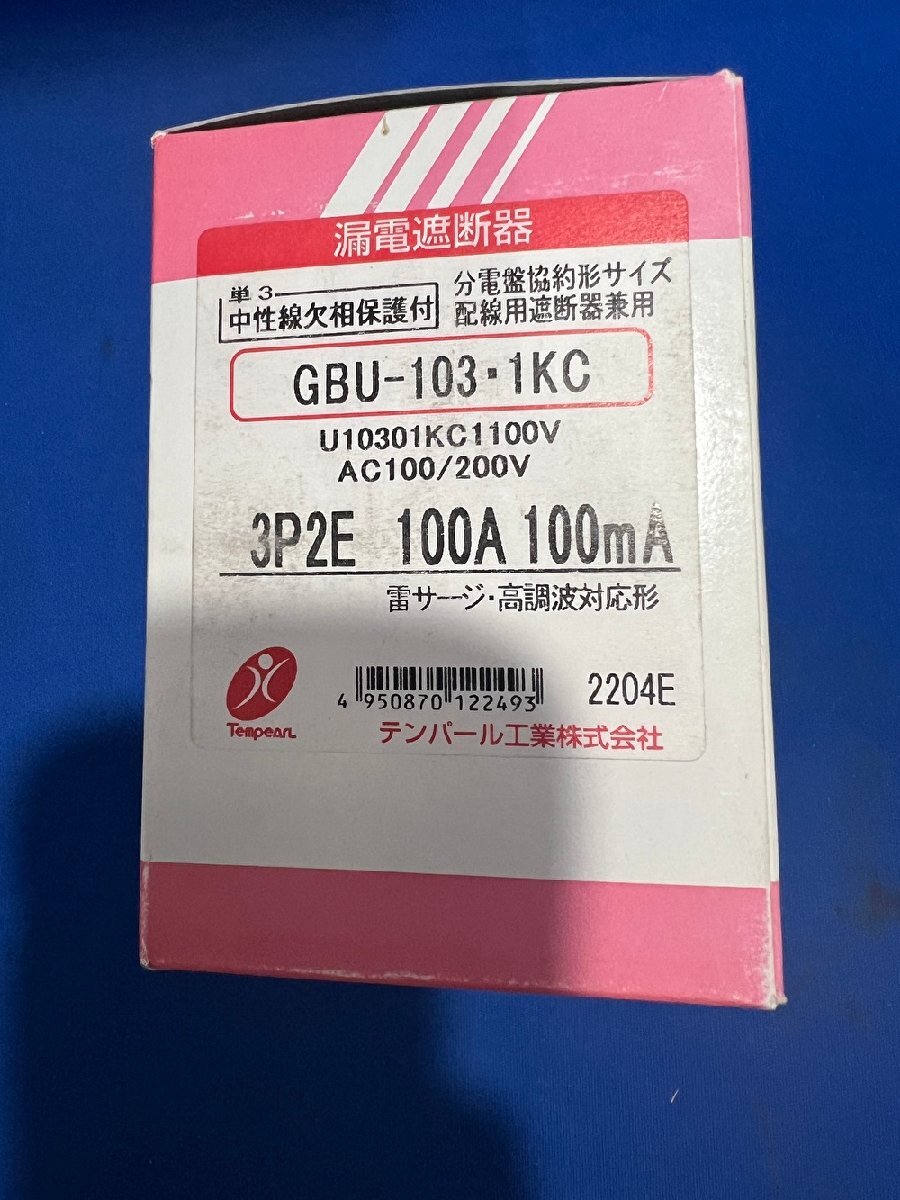 漏電遮断器
単3
中性線欠相保護付
分電盤協約形サイズ
配線用遮断器兼用
GBU-103・1KC
U10301KC1100V
AC100/200V
3P2E 100A 100mA
雷サージ・高調波対応形
Tempearl
4 950870 122493
2204E
テンパール工業株式会社